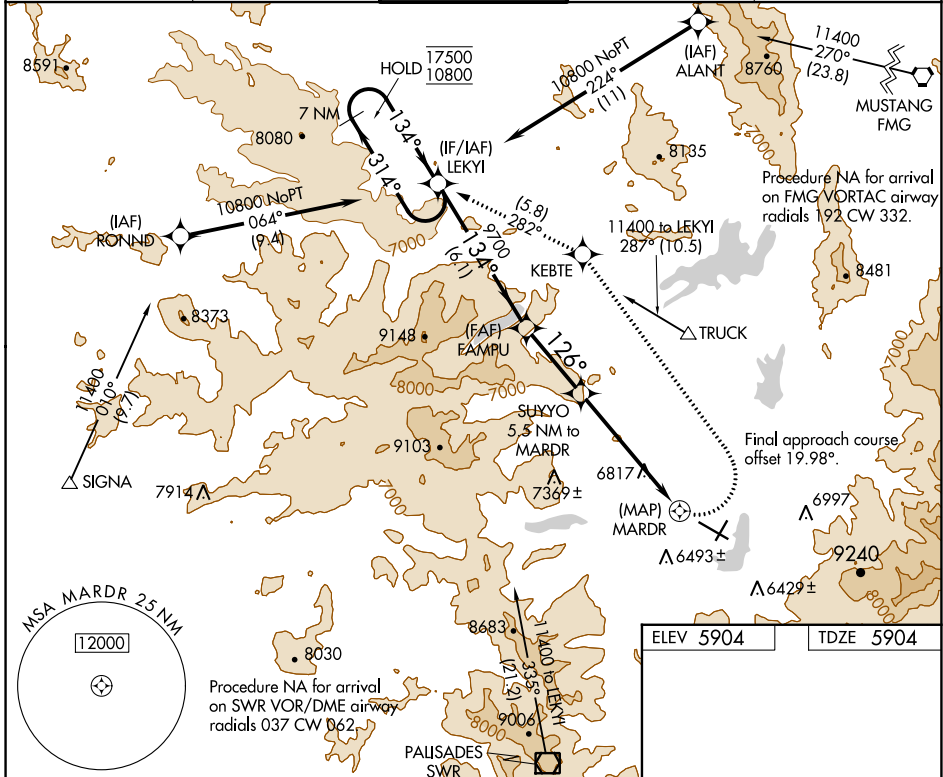 8591
HOLD
17500
10800
7 NM
8080
134°
314°
(IF/IAF)
LEKYI
10800 NoPT
224°
(11)
(IAF)
ALANT
8760
11400
270°
(23.8)
MUSTANG
FMG
7000
8135
Procedure NA for arrival
on FMG VORTAC airway
radials 192 CW 332.
(IAF)
RONND
10800 NoPT
064°
(9.4)
7000
9700
134°
(6.1)
(5.8)
282°
KEBTE
11400 to LEKYI
287° (10.5)
8481
TRUCK
8373
9148
(FAF)
FAMPU
126°
8000
7000
11400
010°
(9.7)
SIGNA
SUYYO
5.5 NM to
MARDR
9103
7914
7369±
6817
Final approach course
offset 19.98°.
(MAP)
MARDR
6997
6493±
9240
6429±
8000
MSA MARDR 25 NM
12000
8030
Procedure NA for arrival
on SWR VOR/DME airway
radials 037 CW 062.
8683
11400 to LEKYI
335°
(21.2)
9006
8000
7000
PALISADES
SWR
ELEV 5904
TDZE 5904